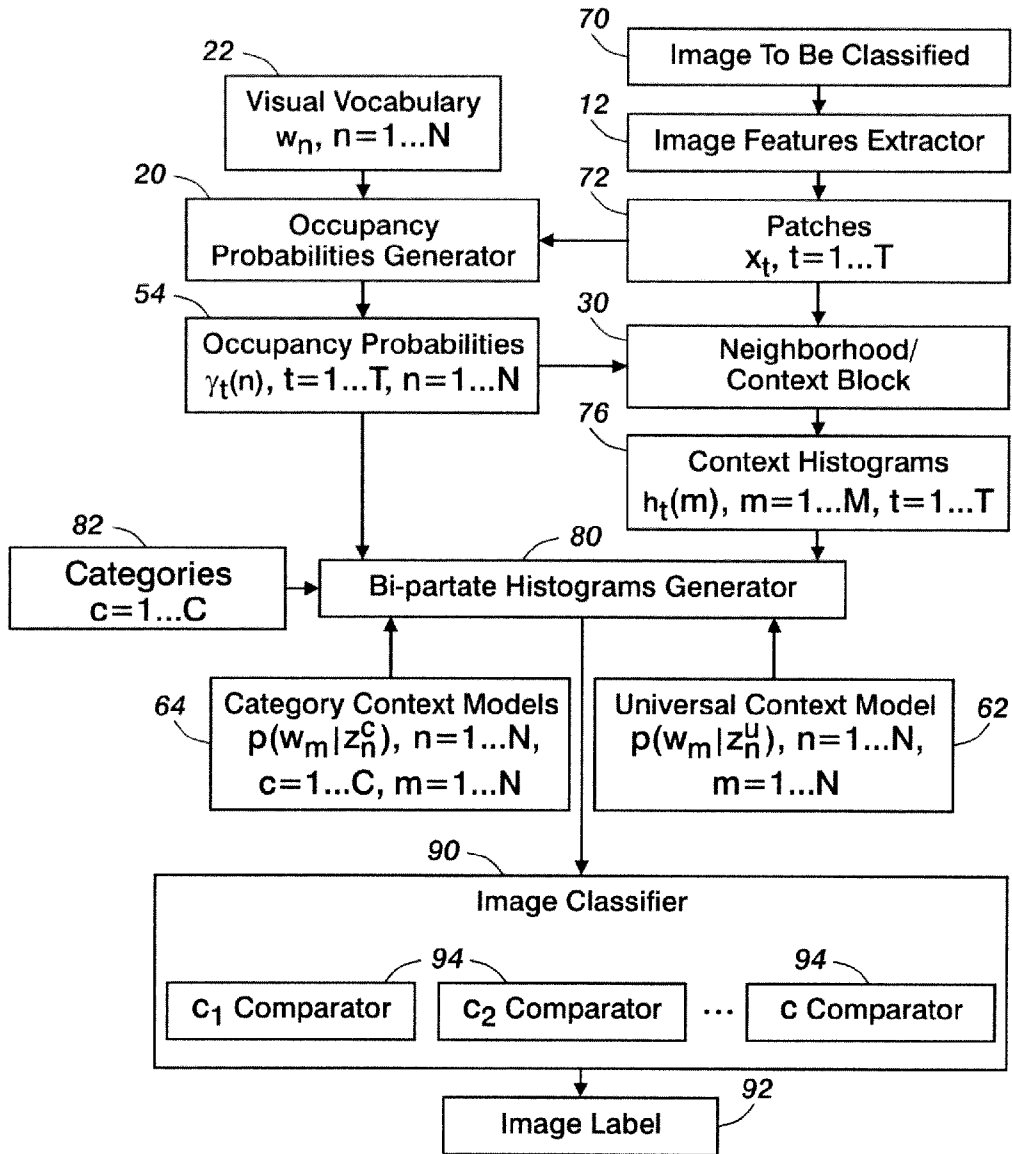 70
Image To Be Classified
22
Visual Vocabulary
wₙ, n=1...N
12
Image Features Extractor
20
Occupancy
Probabilities Generator
72
Patches
xₜ, t=1...T
54
Occupancy Probabilities
γₜ(n), t=1...T, n=1...N
30
Neighborhood/
Context Block
76
Context Histograms
hₜ(m), m=1...M, t=1...T
82
Categories
c=1...C
80
Bi-partate Histograms Generator
64
Category Context Models
p(wₘ|zₙᶜ), n=1...N,
c=1...C, m=1...N
Universal Context Model
p(wₘ|zₙᵘ), n=1...N,
m=1...N
62
90
Image Classifier
94
94
c₁ Comparator
c₂ Comparator
...
c Comparator
Image Label
92